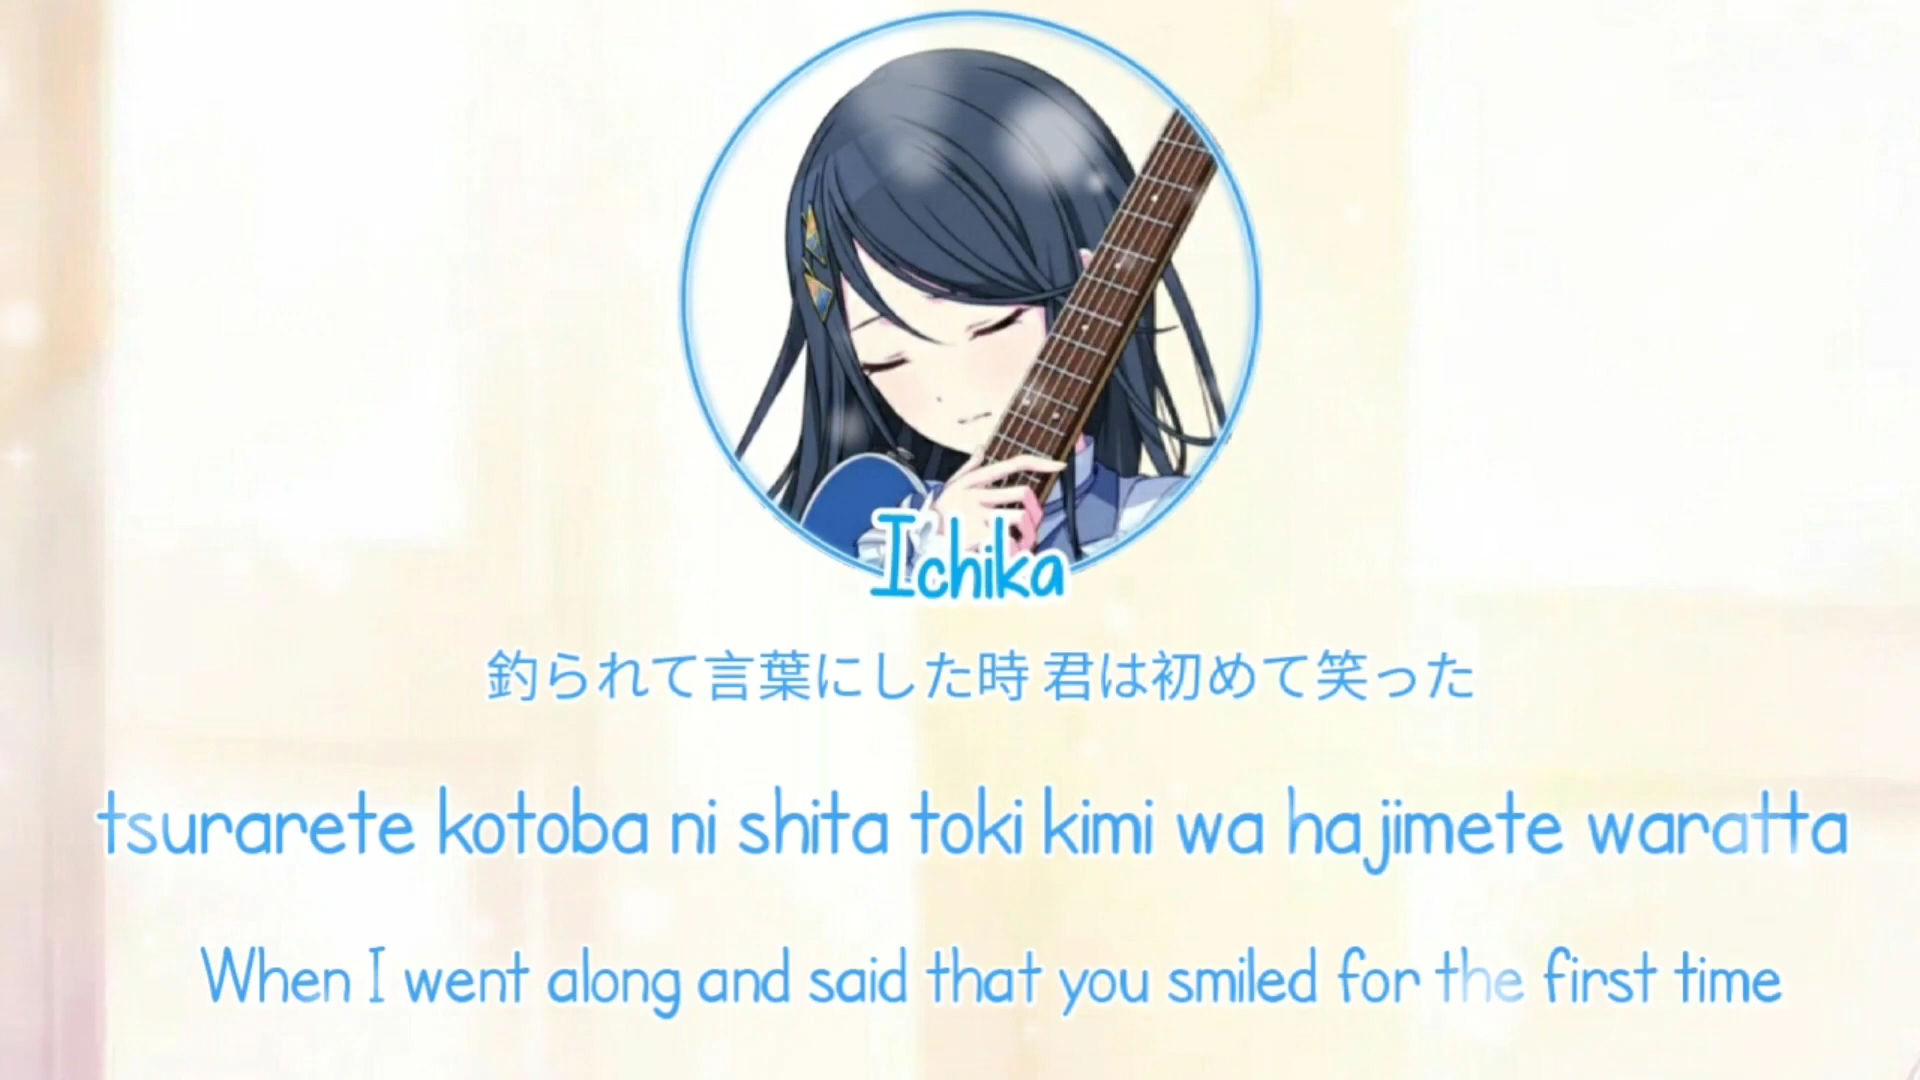 Ichika
釣られて言葉にした時 君は初めて笑った
tsurarete kotoba ni shita toki kimi wa hajimete waratta
When I went along and said that you smiled for the first time